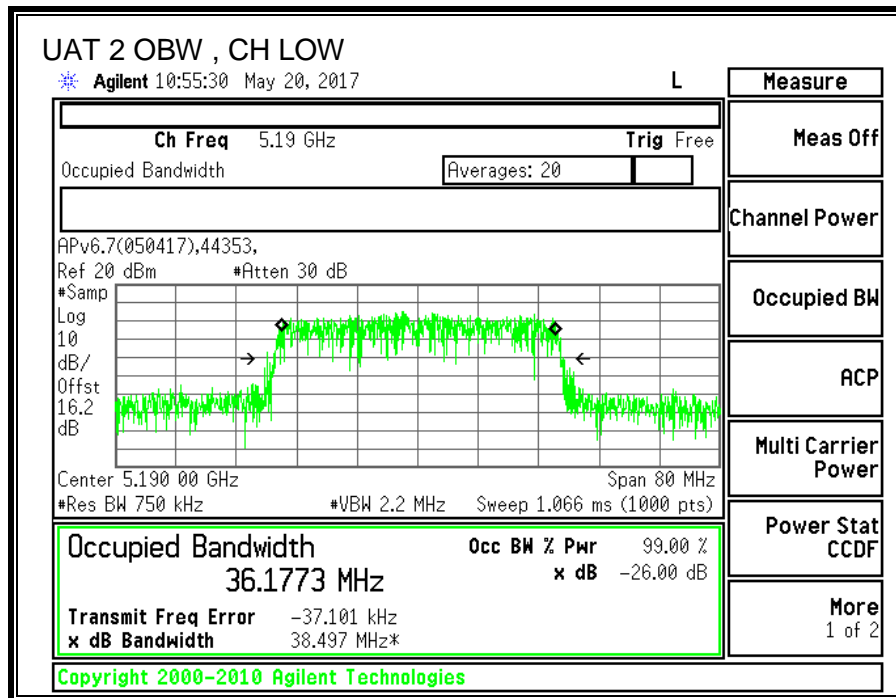 UAT 2 OBW , CH LOW
Agilent 10:55:30 May 20, 2017 L
Measure
Ch Freq 5.19 GHz Trig Free
Occupied Bandwidth Averages: 20
Meas Off
Channel Power
Occupied BW
ACP
Multi Carrier
Power
Power Stat
CCDF
More
1 of 2
APv6.7(050417),44353,
Ref 20 dBm #Atten 30 dB
#Samp
Log
10
dB/
Offst
16.2
dB
Center 5.190 00 GHz Span 80 MHz
#Res BW 750 kHz #VBW 2.2 MHz Sweep 1.066 ms (1000 pts)
Occupied Bandwidth Occ BW % Pwr 99.00 %
36.1773 MHz x dB -26.00 dB
Transmit Freq Error -37.101 kHz
x dB Bandwidth 38.497 MHz*
Copyright 2000-2010 Agilent Technologies